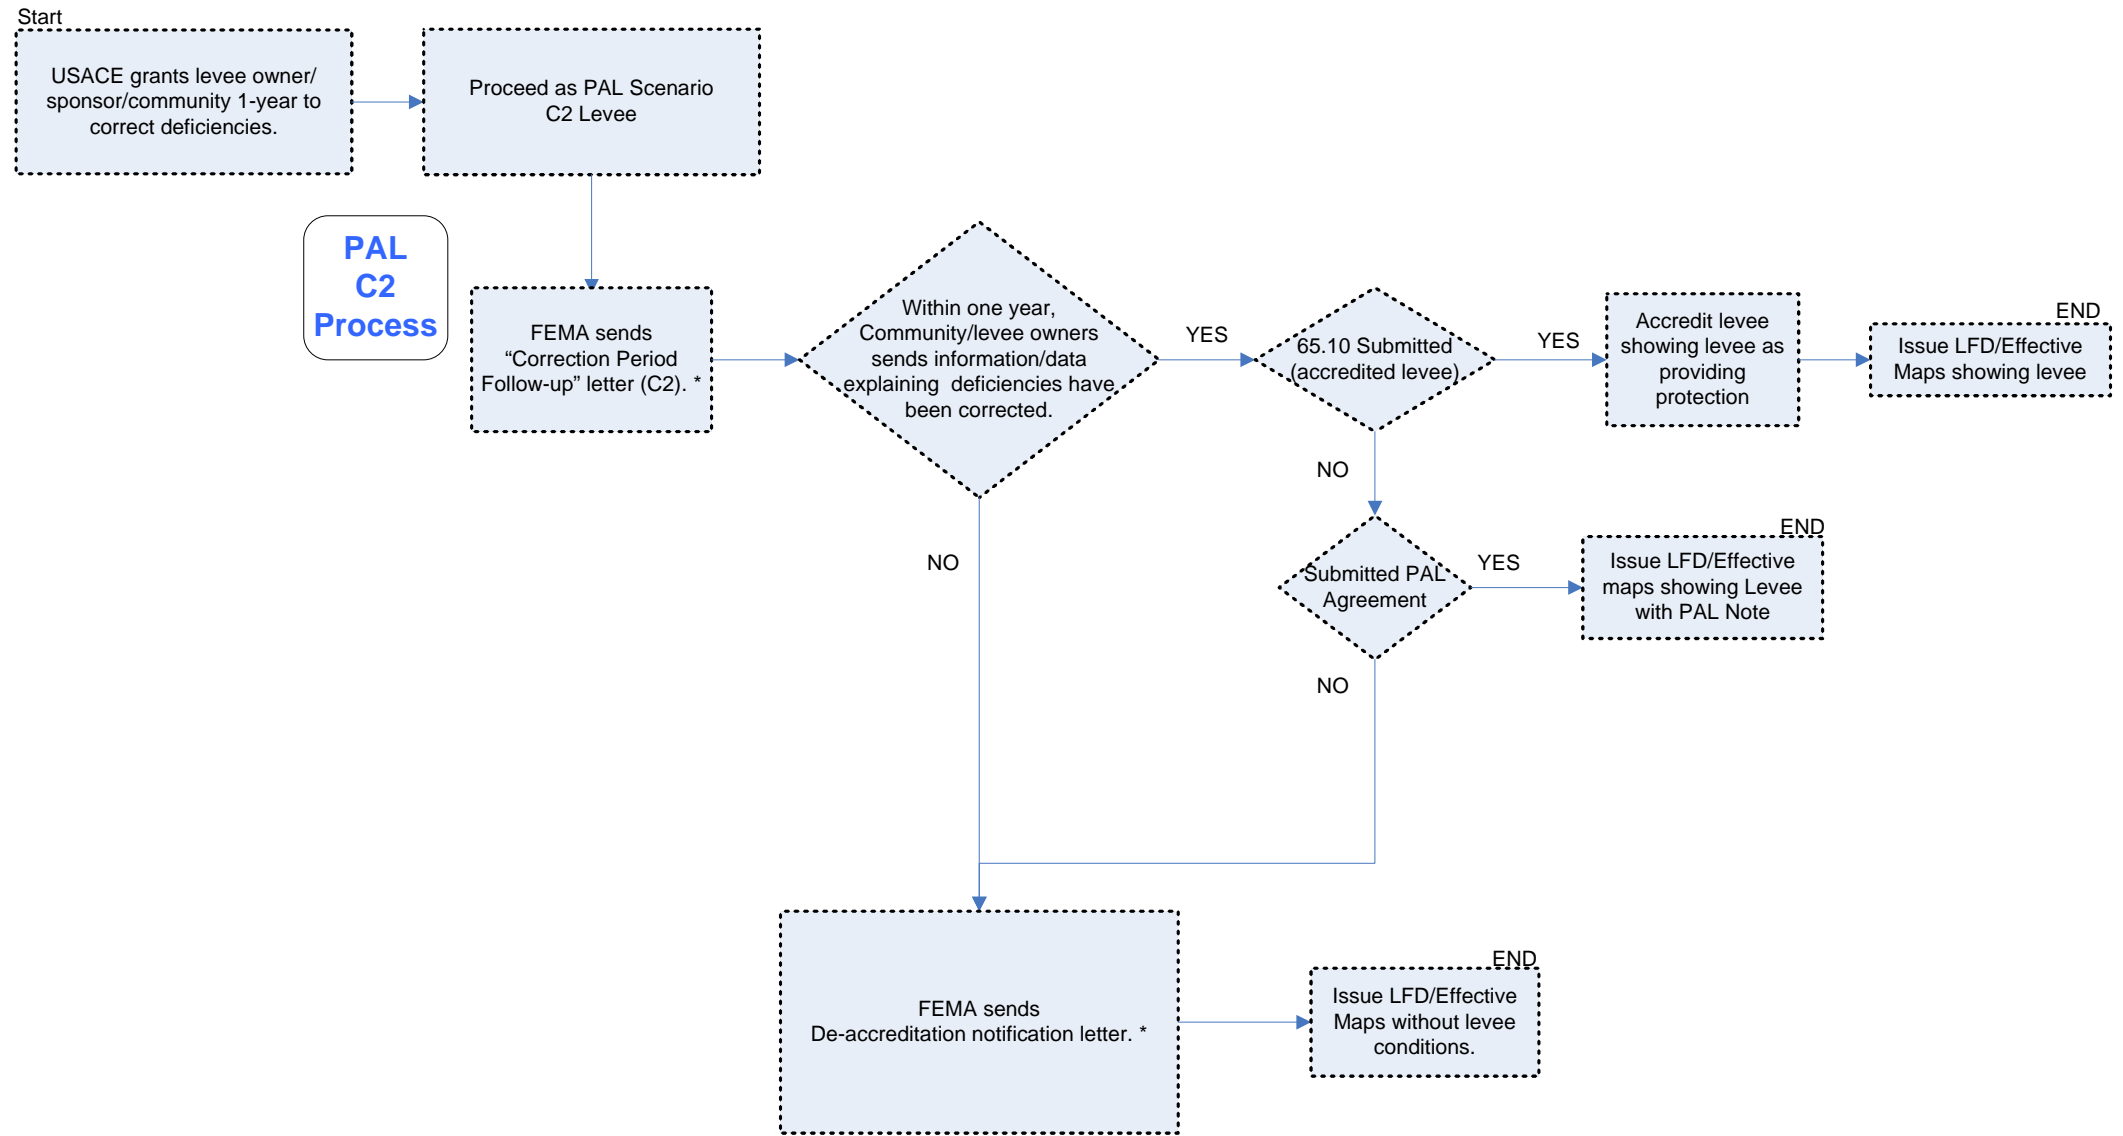 Start
USACE grants levee owner/
sponsor/community 1-year to
correct deficiencies.
Proceed as PAL Scenario
C2 Levee
PAL
C2
Process
FEMA sends
“Correction Period
Follow-up” letter (C2). *
Within one year,
Community/levee owners
sends information/data
explaining  deficiencies have
been corrected.
YES
65.10 Submitted
(accredited levee)
YES
Accredit levee
showing levee as
providing
protection
END
Issue LFD/Effective
Maps showing levee
NO
NO
Submitted PAL
Agreement
YES
END
Issue LFD/Effective
maps showing Levee
with PAL Note
NO
FEMA sends
De-accreditation notification letter. *
END
Issue LFD/Effective
Maps without levee
conditions.